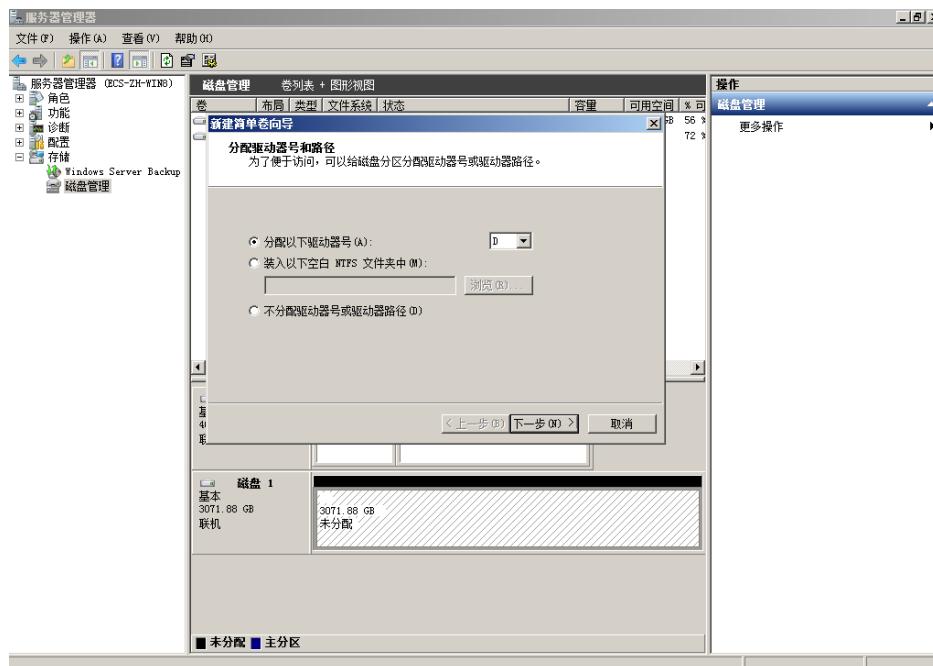 服务器管理器
文件(F) 操作(A) 查看(V) 帮助(H)
服务器管理器 (ECS-ZH-WIN8)
角色
功能
诊断
配置
存储
Windows Server Backup
磁盘管理
磁盘管理 卷列表 + 图形视图
卷 布局 类型 文件系统 状态 容量 可用空间 % 可
GB 56 %
72 %
新建简单卷向导
分配驱动器号和路径
为了便于访问，可以给磁盘分区分配驱动器号或驱动器路径。
分配以下驱动器号(A): D
装入以下空白 NTFS 文件夹中(M):
浏览(R)...
不分配驱动器号或驱动器路径(D)
<上一步(B) 下一步(N) > 取消
磁盘 1
基本
3071.88 GB
联机
3071.88 GB
未分配
未分配 主分区
操作
磁盘管理
更多操作